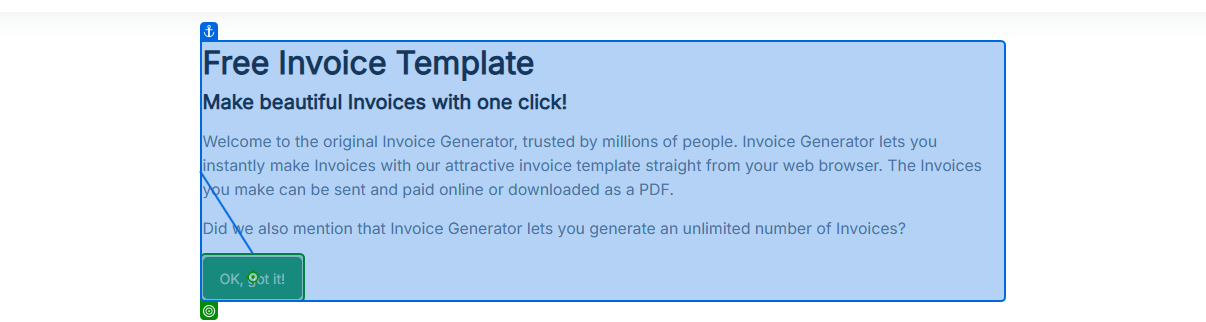 Free Invoice Template
Make beautiful Invoices with one click!
Welcome to the original Invoice Generator, trusted by millions of people. Invoice Generator lets you
instantly make Invoices with our attractive invoice template straight from your web browser. The Invoices
you make can be sent and paid online or downloaded as a PDF.
Did we also mention that Invoice Generator lets you generate an unlimited number of Invoices?
OK, got it!